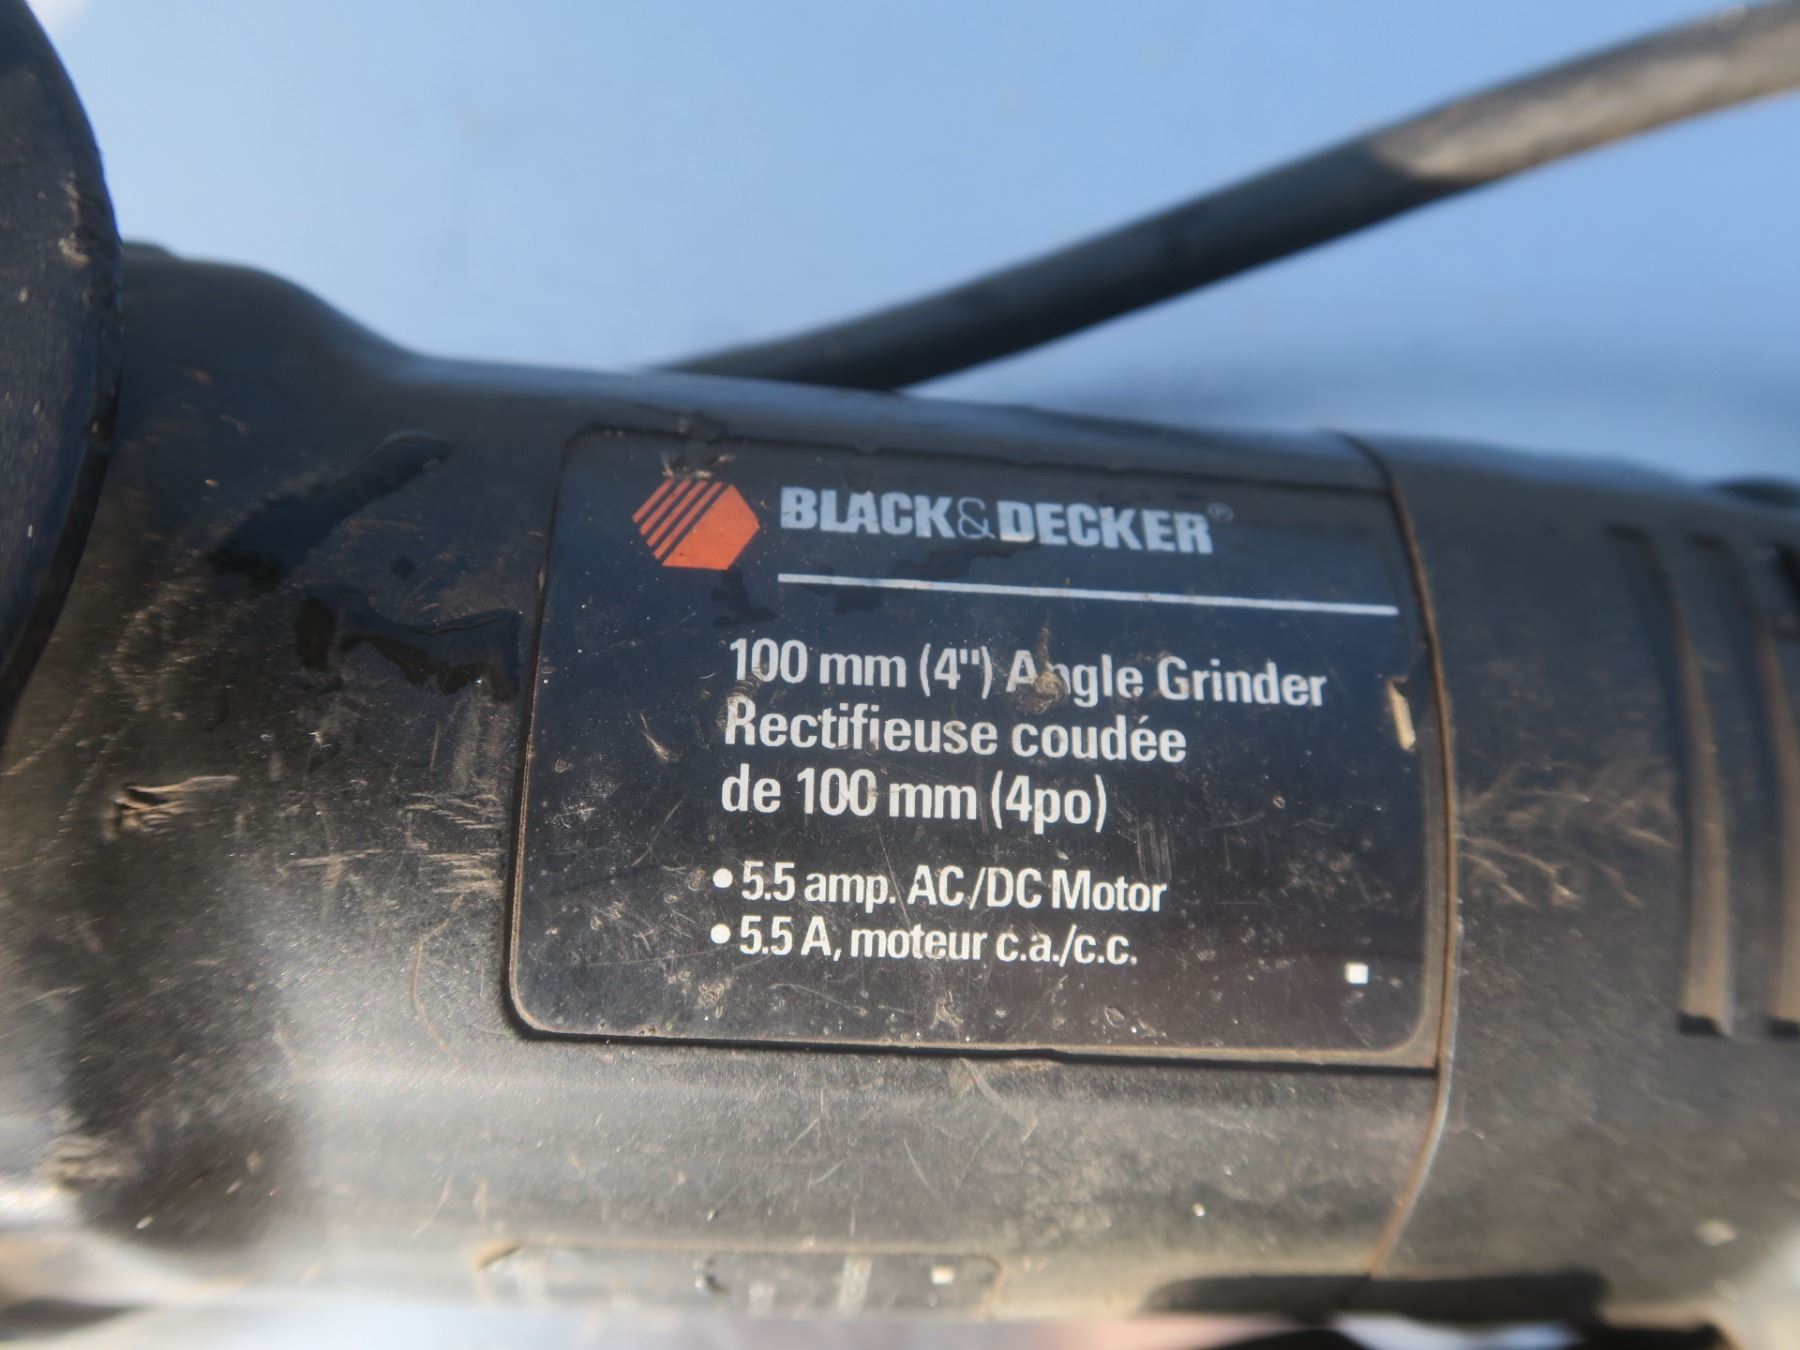 BLACK&DECKER®
100 mm (4") Angle Grinder
Rectifieuse coudée
de 100 mm (4po)
• 5.5 amp. AC/DC Motor
• 5.5 A, moteur c.a./c.c.